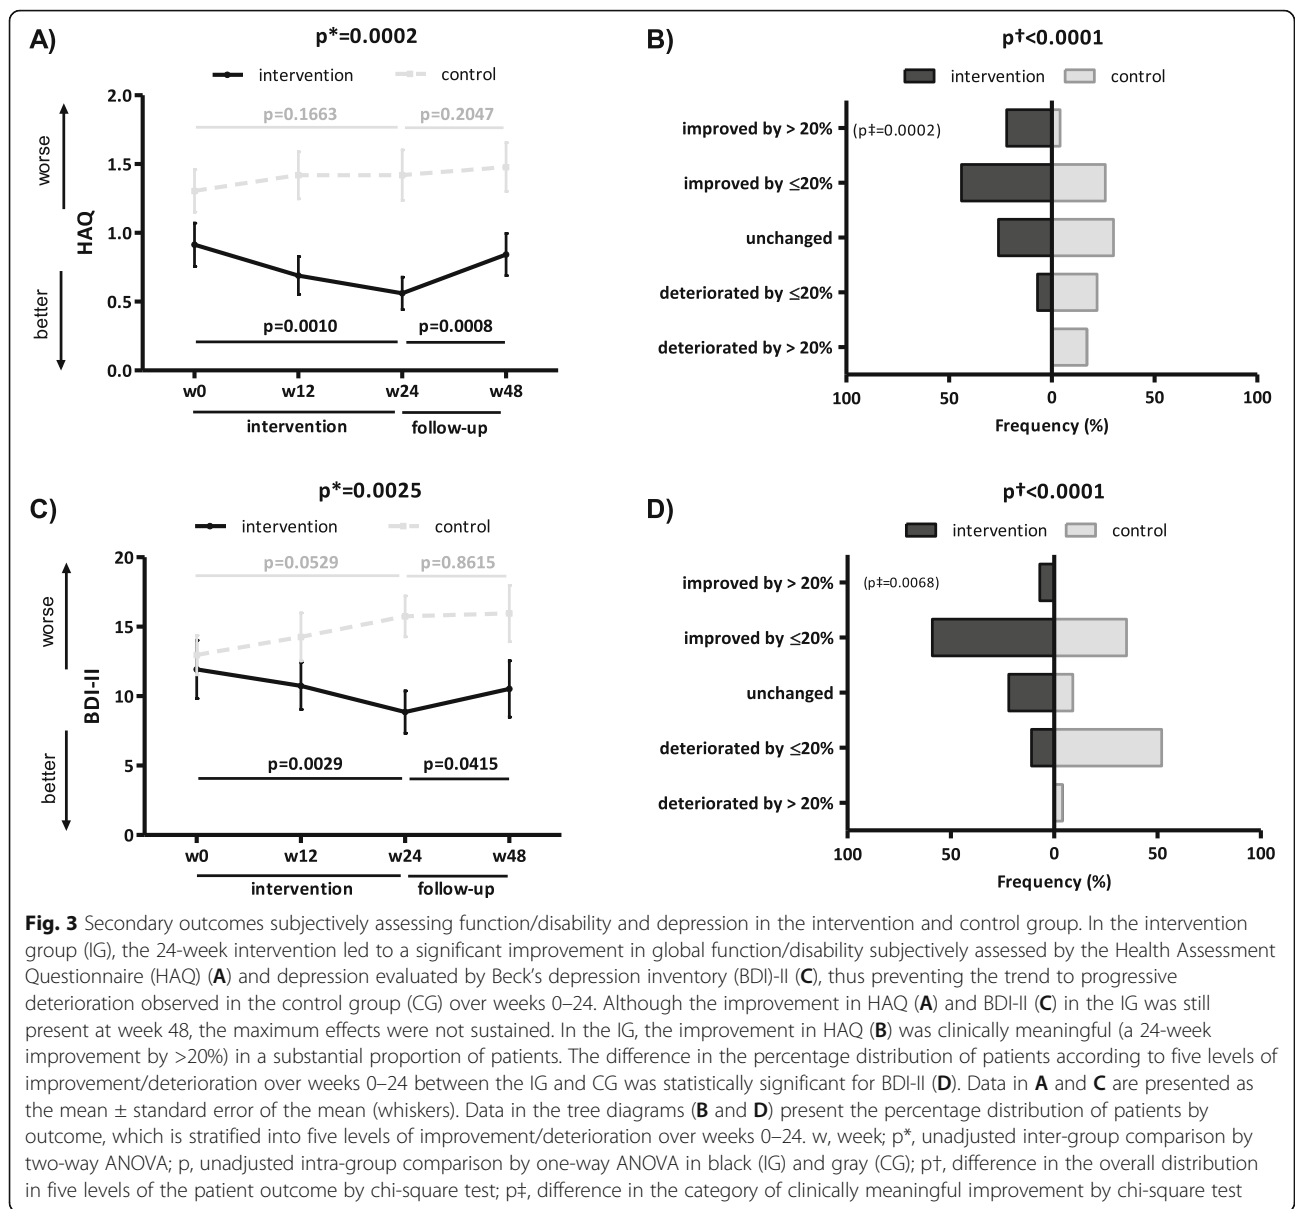 A)
p*=0.0002
intervention control
worse
better
HAQ
2.0
1.5
1.0
0.5
0.0
p=0.1663 p=0.2047
p=0.0010 p=0.0008
w0 w12 w24 w48
intervention follow-up
B)
p†<0.0001
intervention control
improved by > 20% (p‡=0.0002)
improved by ≤20%
unchanged
deteriorated by ≤20%
deteriorated by > 20%
100 50 0 50 100
Frequency (%)
C)
p*=0.0025
intervention control
worse
better
BDI-II
20
15
10
5
0
p=0.0529 p=0.8615
p=0.0029 p=0.0415
w0 w12 w24 w48
intervention follow-up
D)
p†<0.0001
intervention control
improved by > 20% (p‡=0.0068)
improved by ≤20%
unchanged
deteriorated by ≤20%
deteriorated by > 20%
100 50 0 50 100
Frequency (%)
Fig. 3 Secondary outcomes subjectively assessing function/disability and depression in the intervention and control group. In the intervention
group (IG), the 24-week intervention led to a significant improvement in global function/disability subjectively assessed by the Health Assessment
Questionnaire (HAQ) (A) and depression evaluated by Beck's depression inventory (BDI)-II (C), thus preventing the trend to progressive
deterioration observed in the control group (CG) over weeks 0–24. Although the improvement in HAQ (A) and BDI-II (C) in the IG was still
present at week 48, the maximum effects were not sustained. In the IG, the improvement in HAQ (B) was clinically meaningful (a 24-week
improvement by >20%) in a substantial proportion of patients. The difference in the percentage distribution of patients according to five levels of
improvement/deterioration over weeks 0–24 between the IG and CG was statistically significant for BDI-II (D). Data in A and C are presented as
the mean ± standard error of the mean (whiskers). Data in the tree diagrams (B and D) present the percentage distribution of patients by
outcome, which is stratified into five levels of improvement/deterioration over weeks 0–24. w, week; p*, unadjusted inter-group comparison by
two-way ANOVA; p, unadjusted intra-group comparison by one-way ANOVA in black (IG) and gray (CG); p†, difference in the overall distribution
in five levels of the patient outcome by chi-square test; p‡, difference in the category of clinically meaningful improvement by chi-square test